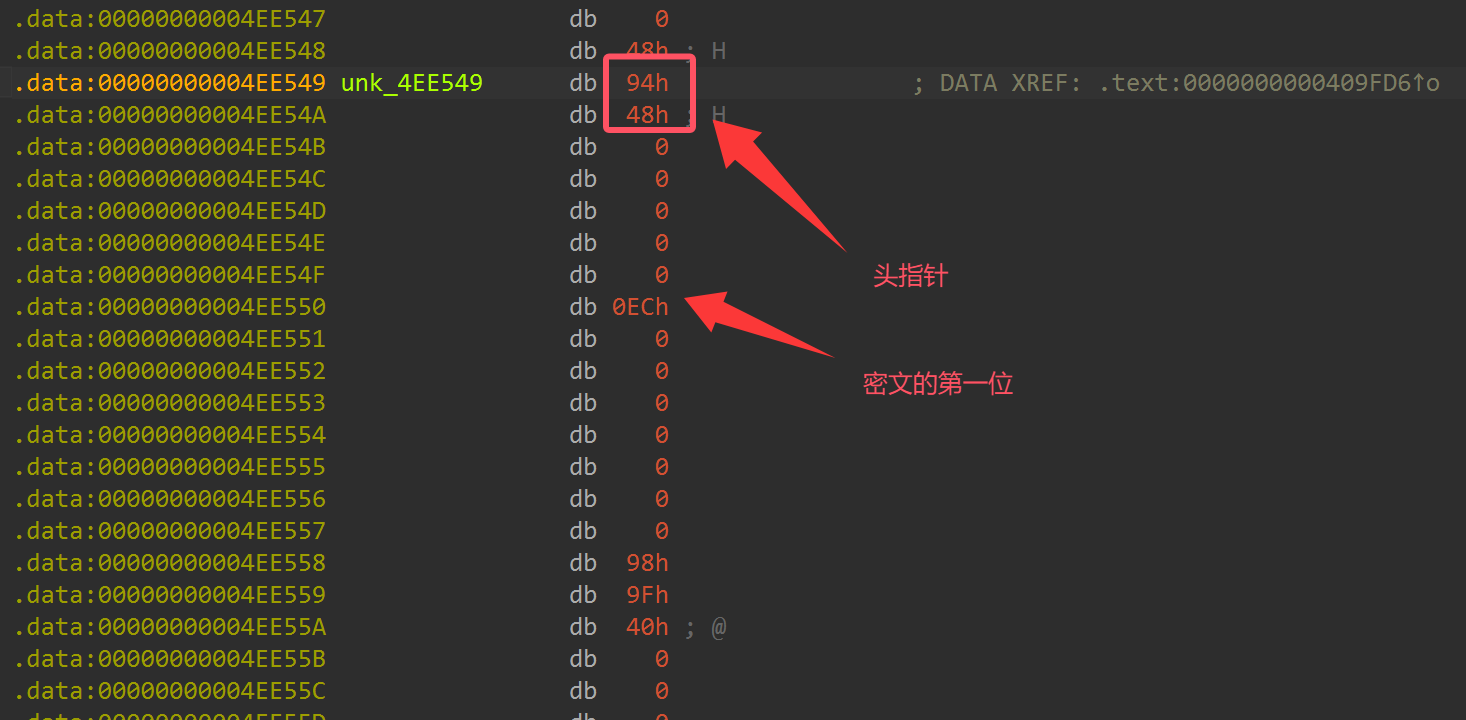 .data:00000000004EE547 db 0
.data:00000000004EE548 db 48h ; H
.data:00000000004EE549 unk_4EE549 db 94h ; DATA XREF: .text:0000000000409FD6↑o
.data:00000000004EE54A db 48h ; H
.data:00000000004EE54B db 0
.data:00000000004EE54C db 0
.data:00000000004EE54D db 0
.data:00000000004EE54E db 0
.data:00000000004EE54F db 0
头指针
.data:00000000004EE550 db 0ECh
.data:00000000004EE551 db 0
.data:00000000004EE552 db 0
密文的第一位
.data:00000000004EE553 db 0
.data:00000000004EE554 db 0
.data:00000000004EE555 db 0
.data:00000000004EE556 db 0
.data:00000000004EE557 db 0
.data:00000000004EE558 db 98h
.data:00000000004EE559 db 9Fh
.data:00000000004EE55A db 40h ; @
.data:00000000004EE55B db 0
.data:00000000004EE55C db 0